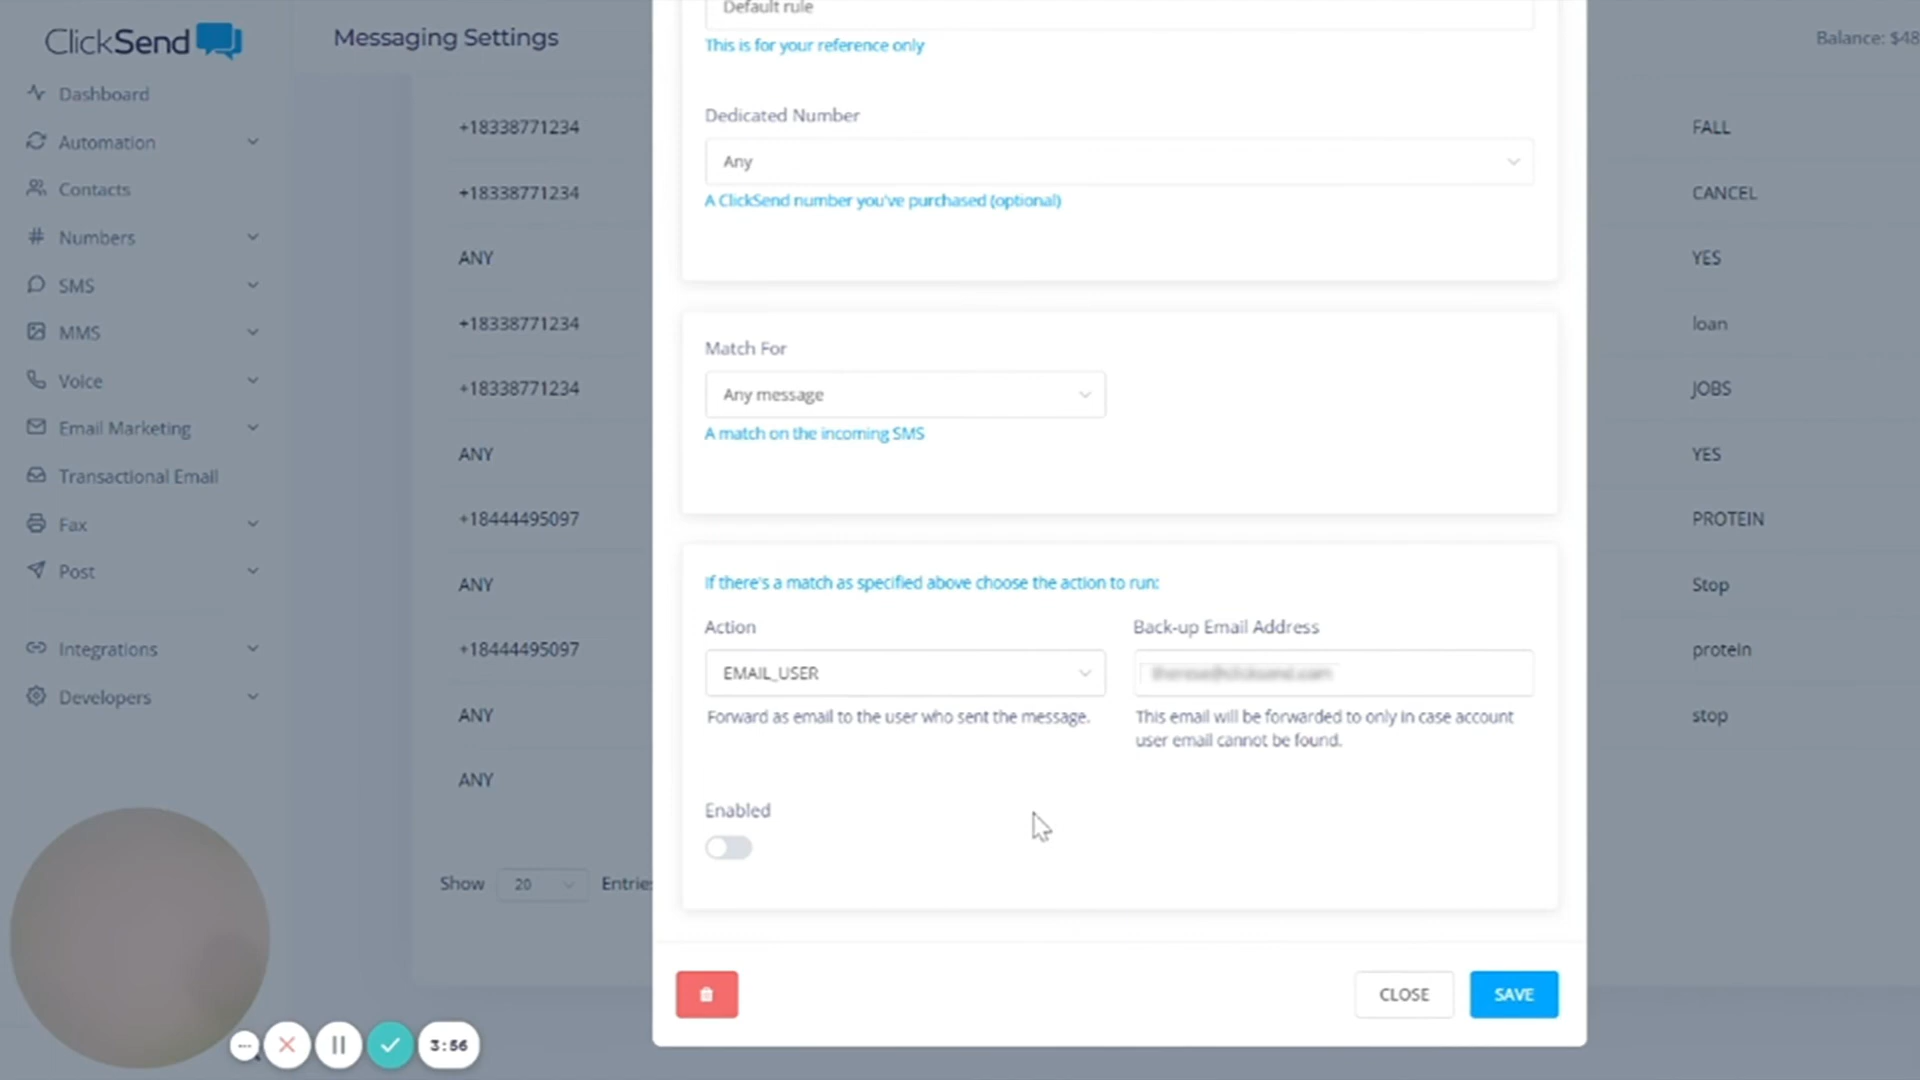 ClickSend
Messaging Settings
Balance: $48
Dashboard
Automation
Contacts
Numbers
SMS
MMS
Voice
Email Marketing
Transactional Email
Fax
Post
Integrations
Developers
+18338771234
+18338771234
ANY
+18338771234
+18338771234
ANY
+18444495097
ANY
+18444495097
ANY
ANY
Show 20 Entries
Default rule
This is for your reference only
Dedicated Number
Any
A ClickSend number you've purchased (optional)
Match For
Any message
A match on the incoming SMS
If there's a match as specified above choose the action to run:
Action
EMAIL_USER
Forward as email to the user who sent the message.
Back-up Email Address
This email will be forwarded to only in case account
user email cannot be found.
Enabled
CLOSE
SAVE
FALL
CANCEL
YES
loan
JOBS
YES
PROTEIN
Stop
protein
stop
3:56